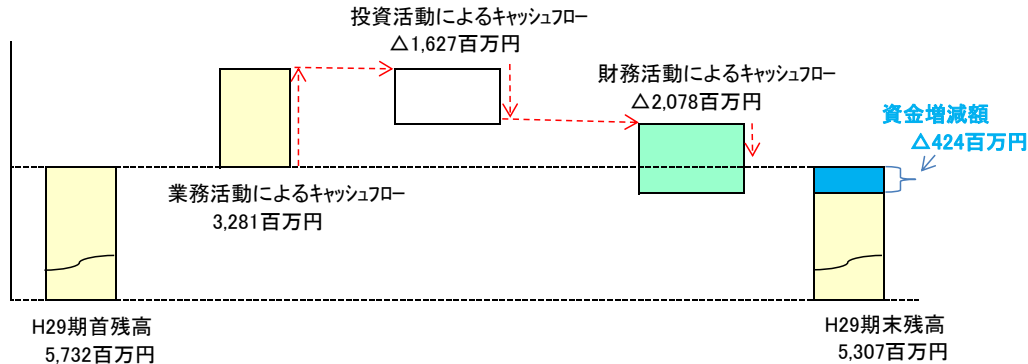 投資活動によるキャッシュフロー
△1,627百万円
財務活動によるキャッシュフロー
△2,078百万円
資金増減額
△424百万円
業務活動によるキャッシュフロー
3,281百万円
H29期首残高
5,732百万円
H29期末残高
5,307百万円